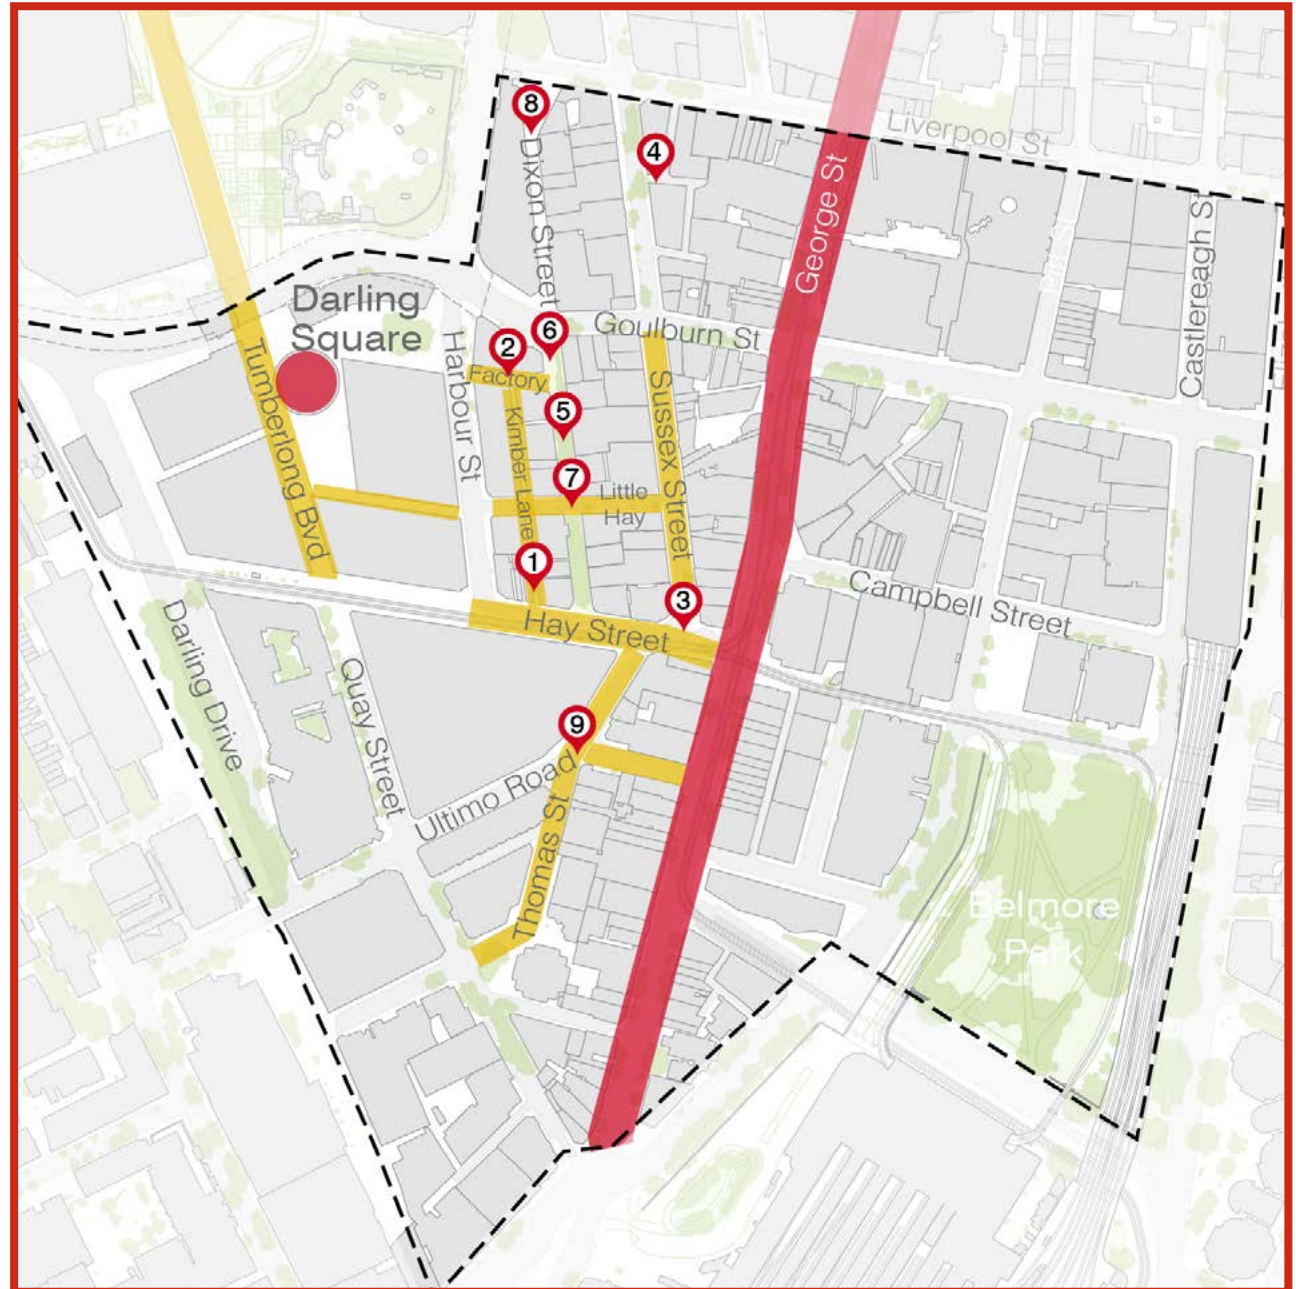 8
Dixon Street
4
Liverpool St
George St
Castlereagh St
Darling
Square
6
Goulburn St
2
Factory
Harbour St
Tumberlong Bvd
5
Kimber Lane
Sussex Street
7
Little
Hay
1
3
Campbell Street
Hay Street
Darling Drive
Quay Street
9
Ultimo Road
Thomas St
Belmore
Park